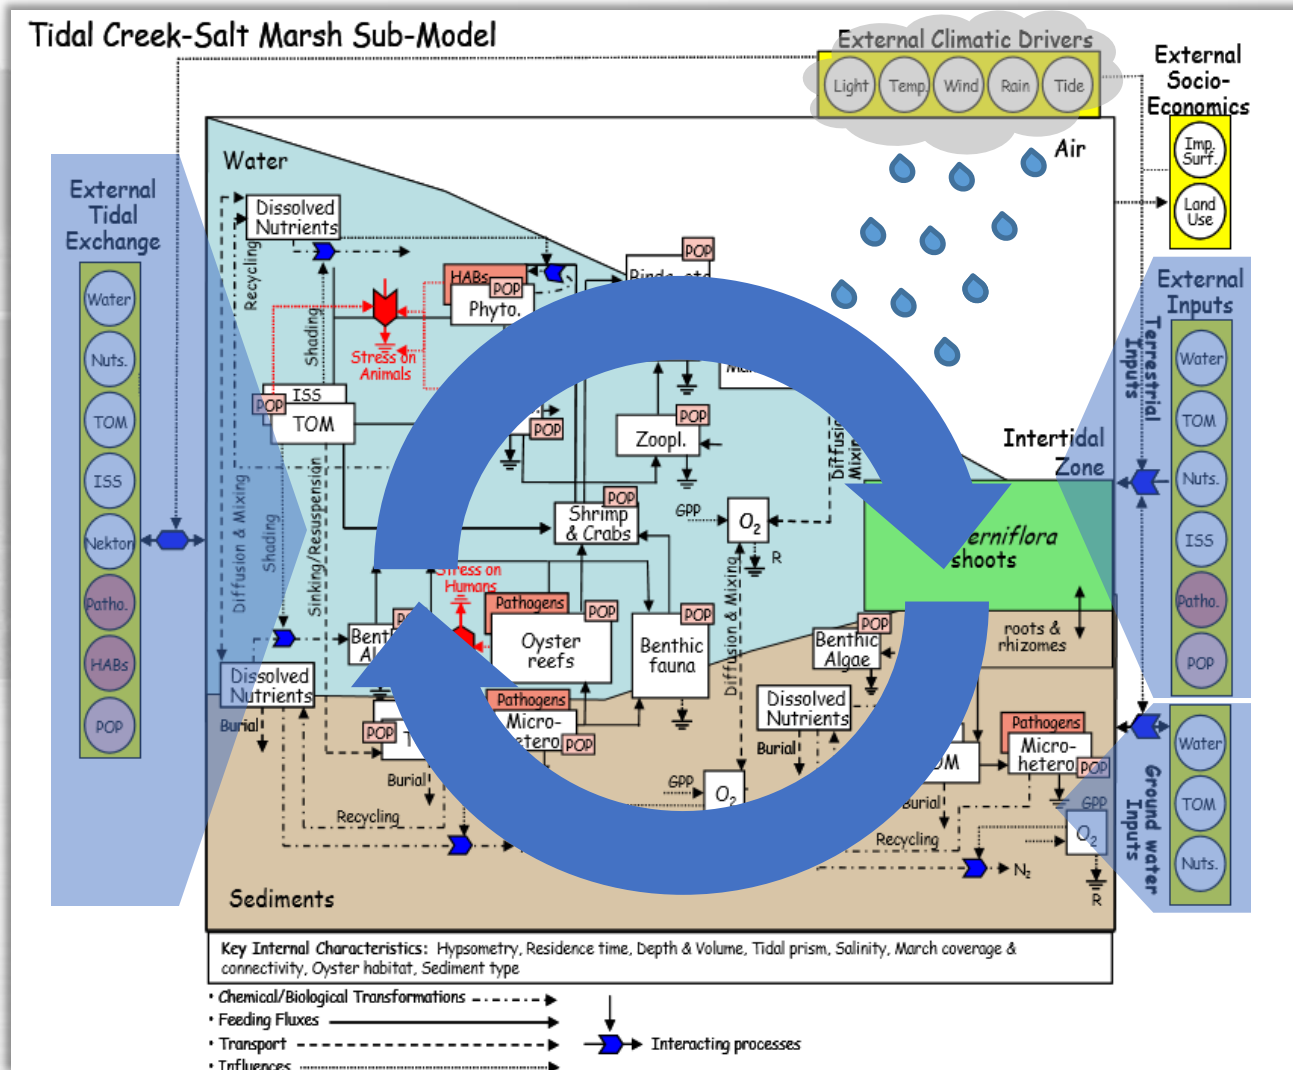 Tidal Creek-Salt Marsh Sub-Model
External Climatic Drivers
Light
Temp.
Wind
Rain
Tide
External
Socio-
Economics
Imp.
Surf.
Land
Use
Water
Air
External
Tidal
Exchange
Water
Nuts.
TOM
ISS
Nekton
Patho.
HABs
POP
Dissolved
Nutrients
Recycling
Shading
HABs
POP
Phyto.
Stress on
Animals
POP
ISS
POP
TOM
POP
POP
Zoopl.
Diffusion &
Mixing
Intertidal
Zone
External
Inputs
Terrestrial
Inputs
Water
TOM
Nuts.
ISS
Patho.
POP
Diffusion & Mixing
Shading
Sinking/Resuspension
POP
Shrimp
& Crabs
GPP
O2
R
shoots
roots &
rhizomes
Stress on
Humans
Pathogens
POP
Oyster
reefs
POP
Benthic
fauna
Diffusion & Mixing
POP
Benthic
Algae
Dissolved
Nutrients
Burial
POP
Burial
Recycling
Pathogens
Micro-
hetero
POP
GPP
O2
Dissolved
Nutrients
Burial
Burial
Recycling
Pathogens
Micro-
hetero
POP
GPP
O2
R
N2
Ground water
Inputs
Water
TOM
Nuts.
Sediments
Key Internal Characteristics: Hypsometry, Residence time, Depth & Volume, Tidal prism, Salinity, March coverage &
connectivity, Oyster habitat, Sediment type
• Chemical/Biological Transformations
• Feeding Fluxes
• Transport
• Influences
Interacting processes